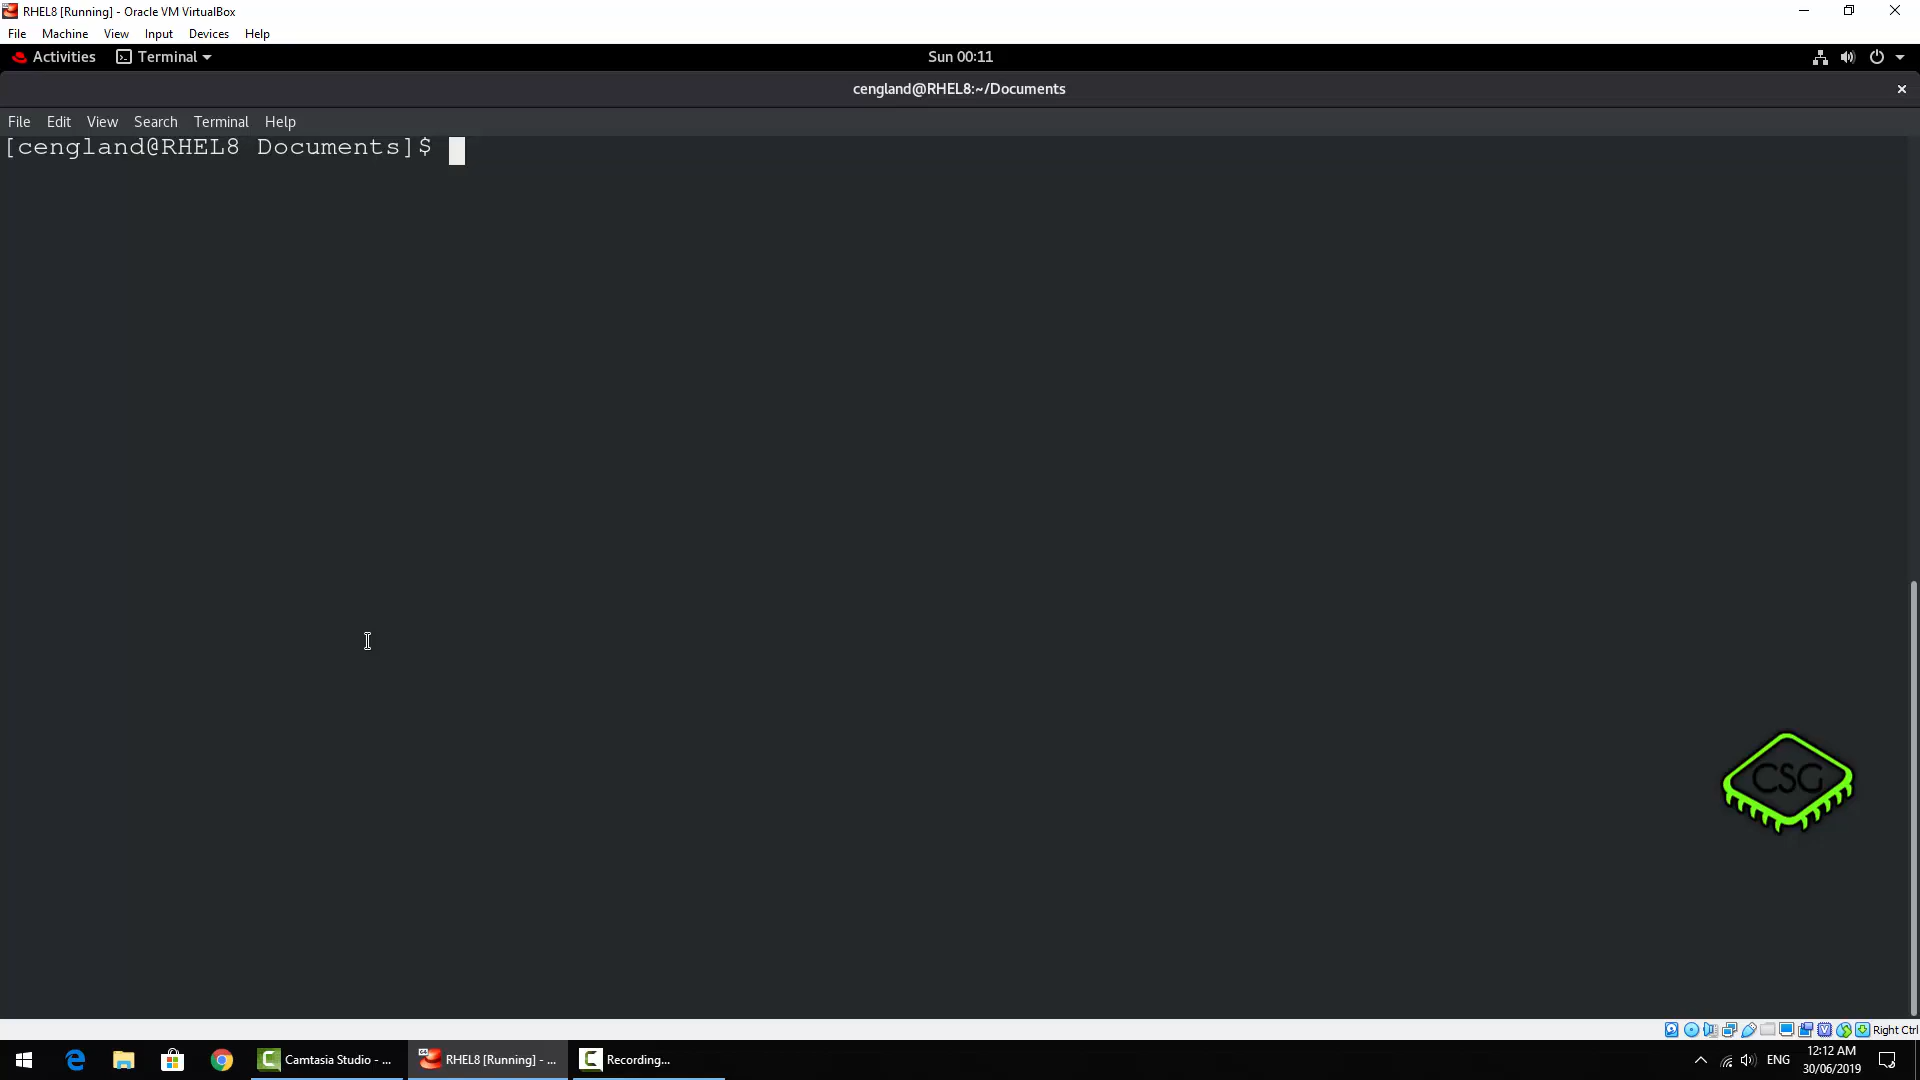 RHEL8 [Running] - Oracle VM VirtualBox
File Machine View Input Devices Help
Activities Terminal Sun 00:11
cengland@RHEL8:~/Documents
File Edit View Search Terminal Help
[cengland@RHEL8 Documents]$
CSG
Right Ctrl
Camtasia Studio - ... RHEL8 [Running] - ... Recording... ENG 12:12 AM
30/06/2019